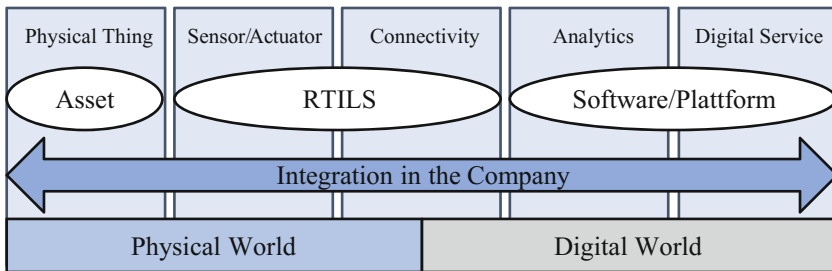 Physical Thing
Sensor/Actuator
Connectivity
Analytics
Digital Service
Asset
RTILS
Software/Plattform
Integration in the Company
Physical World
Digital World